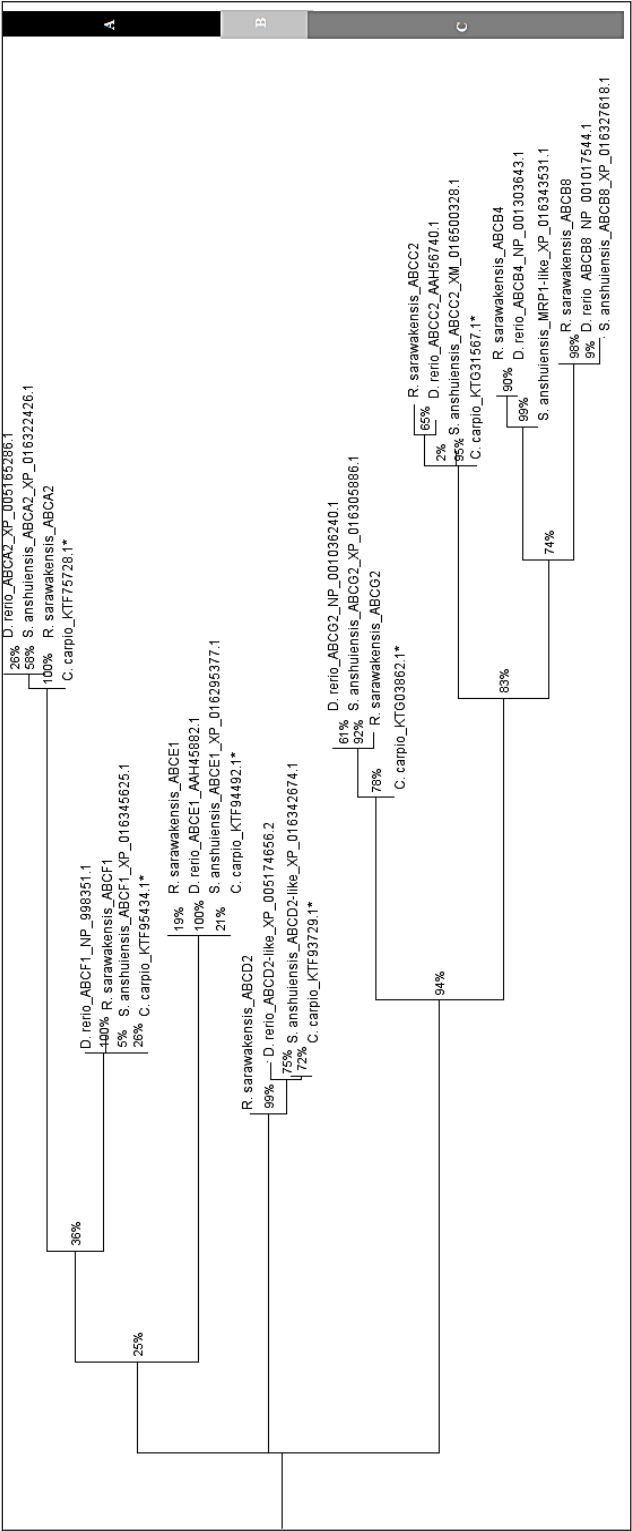 A
B
C
D. rerio_ABCA2_XP_005165286.1
26%
S. anshuiensis_ABCA2_XP_016322426.1
58%
R. sarawakensis_ABCA2
100%
C. carpio_KTF75728.1*
D. rerio_ABCF1_NP_998351.1
R. sarawakensis_ABCF1
100%
S. anshuiensis_ABCF1_XP_016345625.1
5%
C. carpio_KTF95434.1*
26%
36%
R. sarawakensis_ABCE1
19%
D. rerio_ABCE1_AAH45882.1
100%
S. anshuiensis_ABCE1_XP_016295377.1
21%
C. carpio_KTF94492.1*
25%
R. sarawakensis_ABCD2
D. rerio_ABCD2-like_XP_005174656.2
99%
S. anshuiensis_ABCD2-like_XP_016342674.1
75%
C. carpio_KTF93729.1*
72%
D. rerio_ABCG2_NP_001036240.1
61%
S. anshuiensis_ABCG2_XP_016305886.1
92%
R. sarawakensis_ABCG2
78%
C. carpio_KTG03862.1*
94%
R. sarawakensis_ABCC2
65%
D. rerio_ABCC2_AAH56740.1
2%
S. anshuiensis_ABCC2_XM_016500328.1
95%
C. carpio_KTG31567.1*
83%
R. sarawakensis_ABCB4
90%
D. rerio_ABCB4_NP_001303643.1
99%
S. anshuiensis_MRP1-like_XP_016343531.1
74%
R. sarawakensis_ABCB8
98%
D. rerio_ABCB8_NP_001017544.1
9%
S. anshuiensis_ABCB8_XP_016327618.1